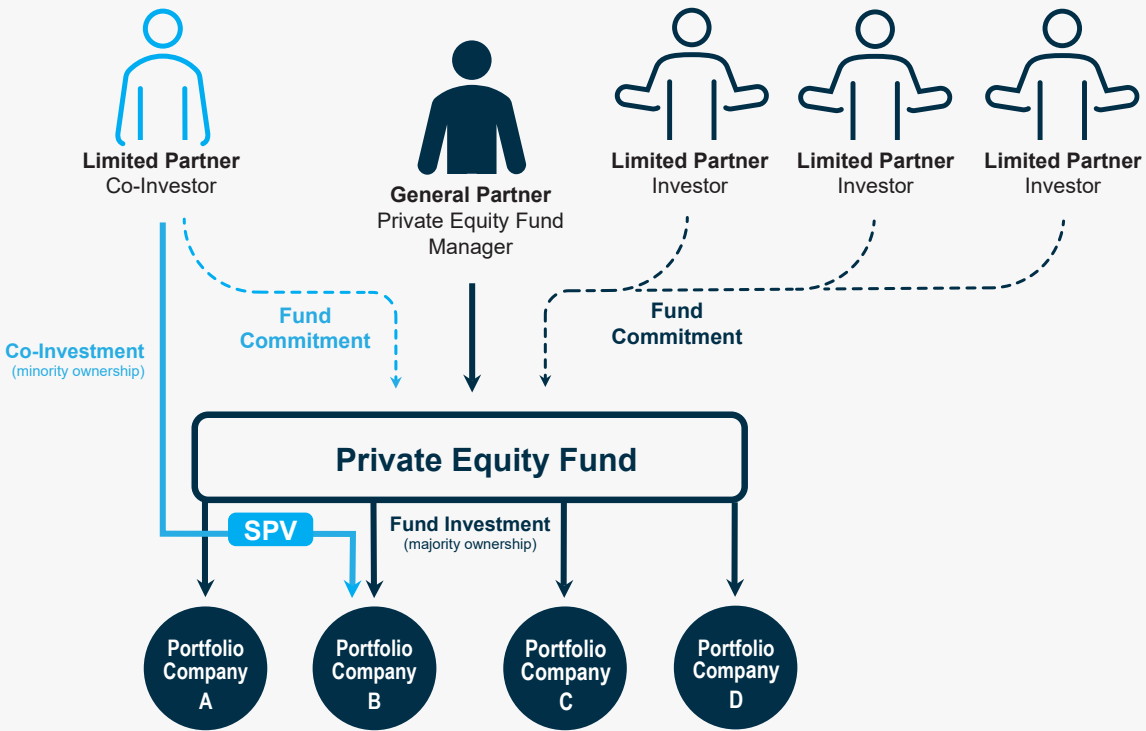 Limited Partner
Co-Investor
General Partner
Private Equity Fund
Manager
Limited Partner
Investor
Limited Partner
Investor
Limited Partner
Investor
Fund
Commitment
Fund
Commitment
Co-Investment
(minority ownership)
Private Equity Fund
SPV
Fund Investment
(majority ownership)
Portfolio
Company
A
Portfolio
Company
B
Portfolio
Company
C
Portfolio
Company
D